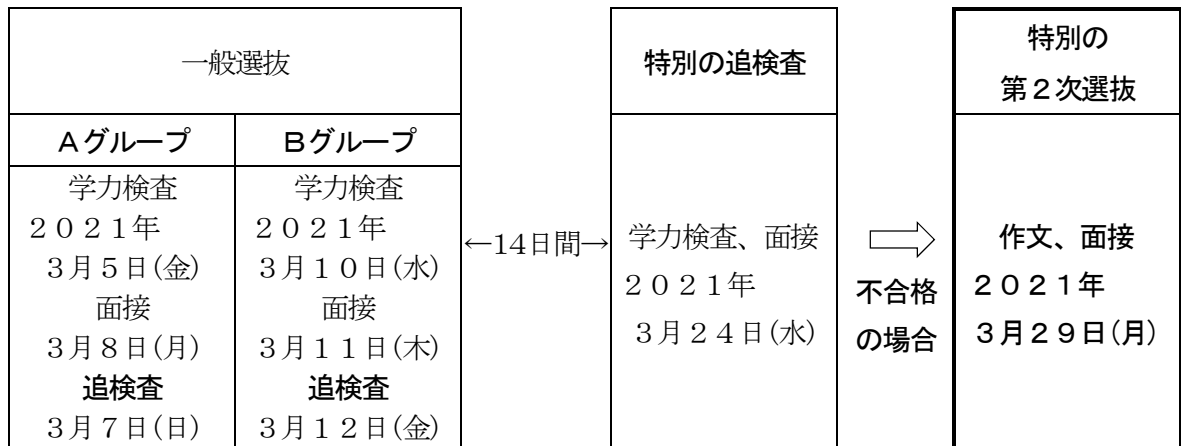 一般選抜
Aグループ
学力検査
２０２１年
３月５日(金)
面接
３月８日(月)
追検査
３月７日(日)
Ｂグループ
学力検査
２０２１年
３月１０日(水)
面接
３月１１日(木)
追検査
３月１２日(金)
←14日間→
特別の追検査
学力検査、面接
２０２１年
３月２４日(水)
不合格
の場合
特別の
第２次選抜
作文、面接
２０２１年
３月２９日(月)